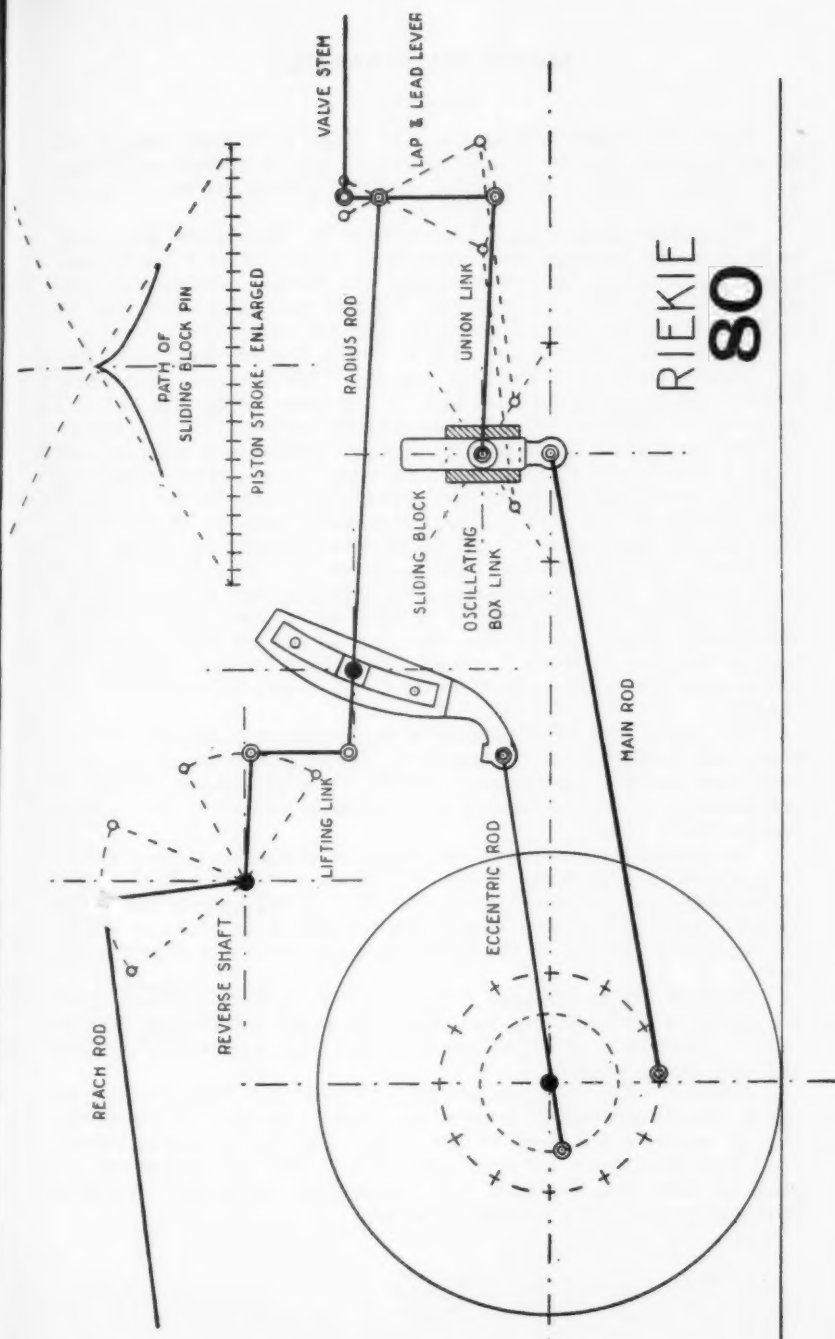 REACH ROD
REVERSE SHAFT
LIFTING LINK
ECCENTRIC ROD
MAIN ROD
PATH OF
SLIDING BLOCK PIN
PISTON STROKE · ENLARGED
RADIUS ROD
SLIDING BLOCK
OSCILLATING
BOX LINK
UNION LINK
VALVE STEM
LAP & LEAD LEVER
RIEKIE
80